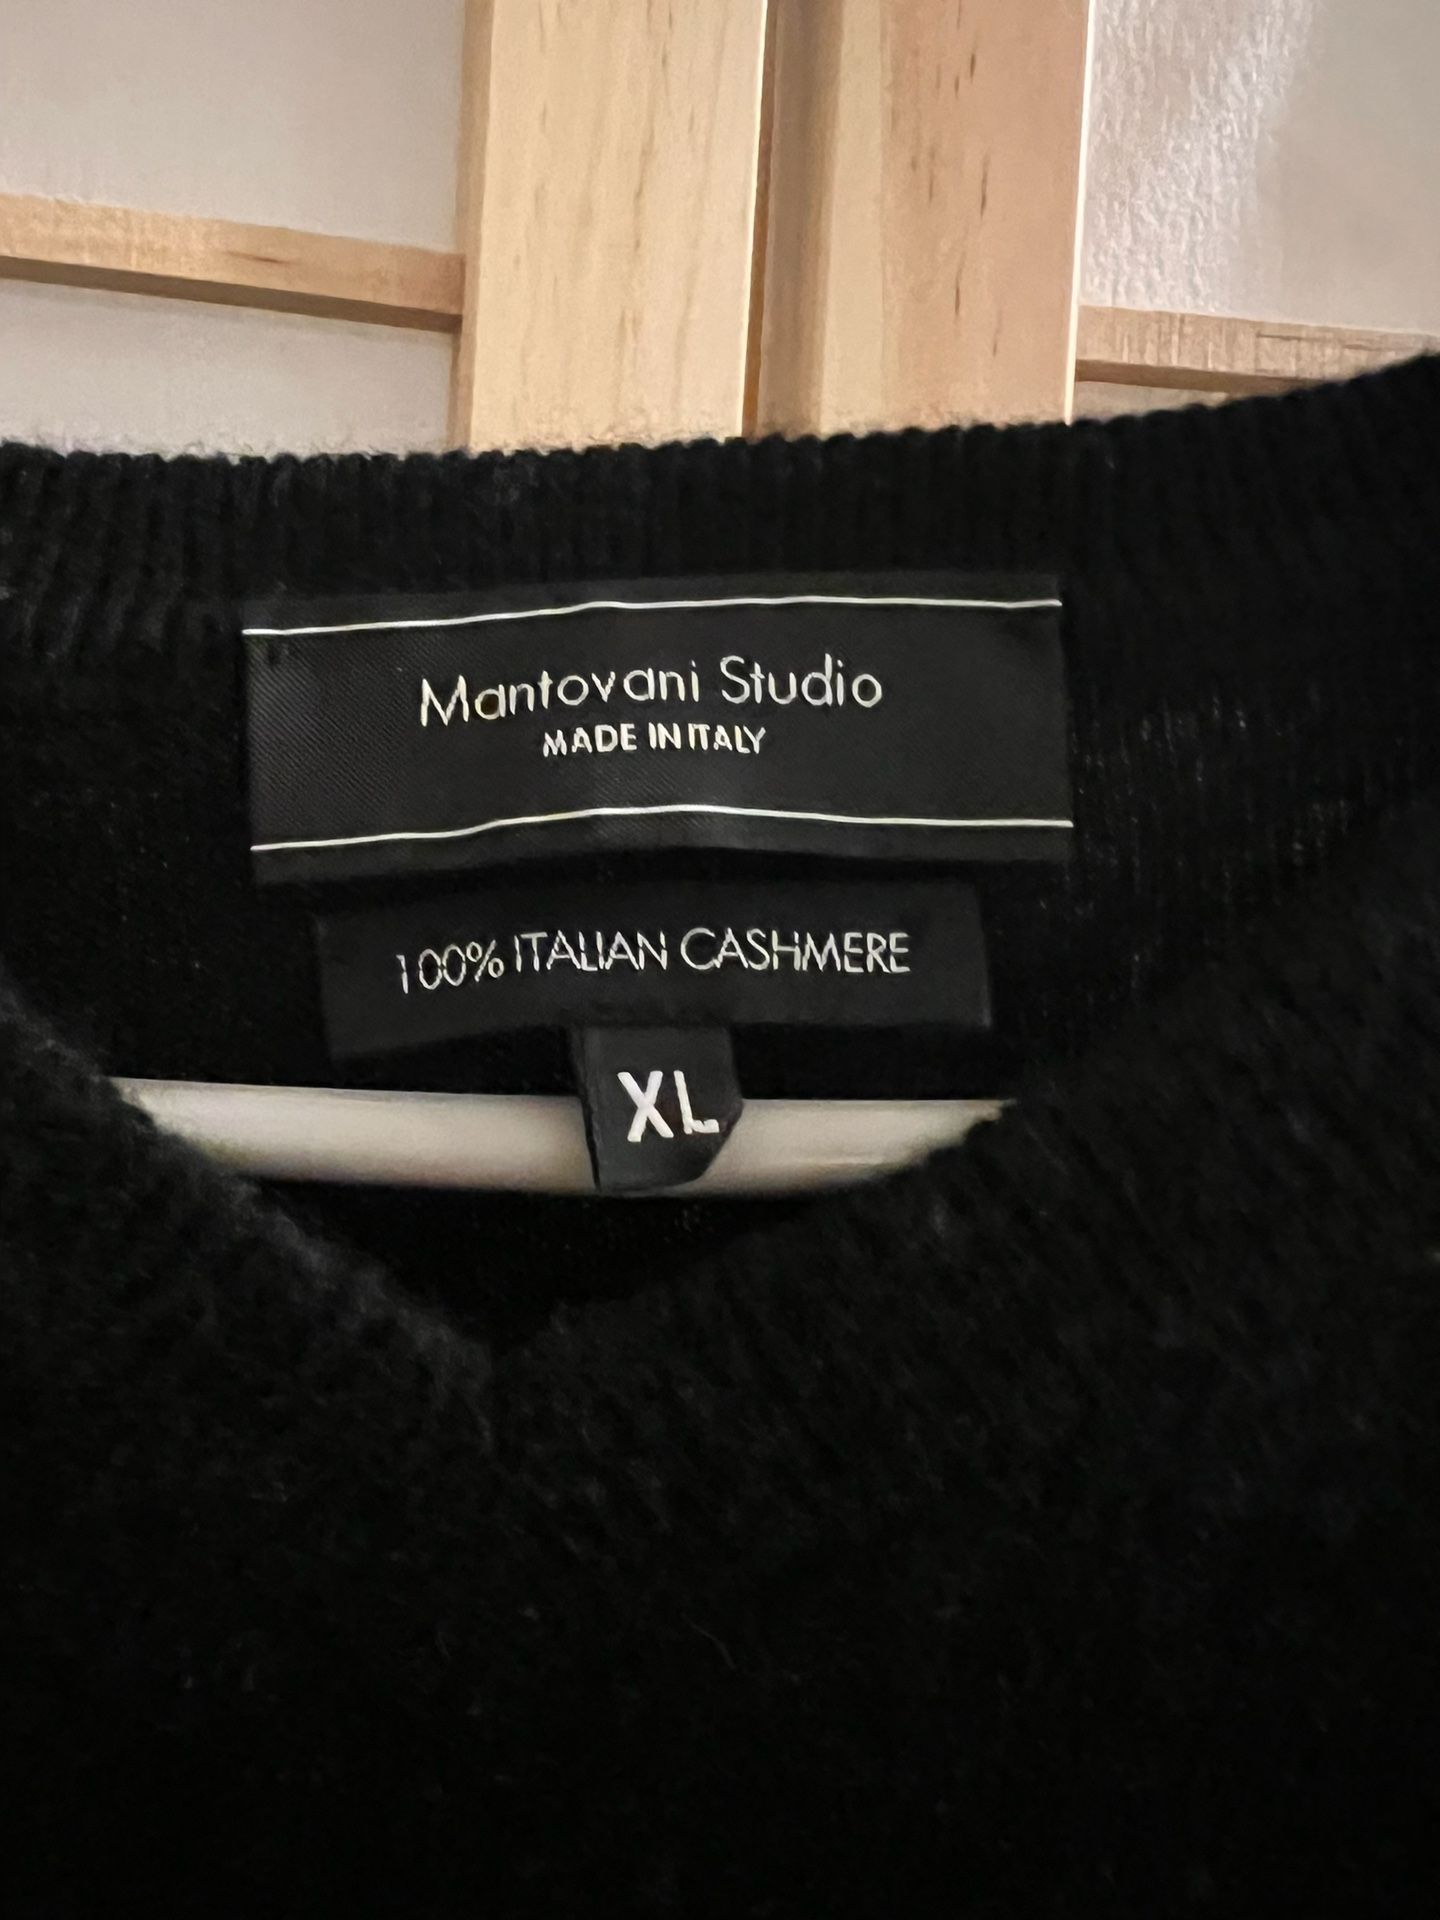 Mantovani Studio
MADE IN ITALY
100% ITALIAN CASHMERE
XL